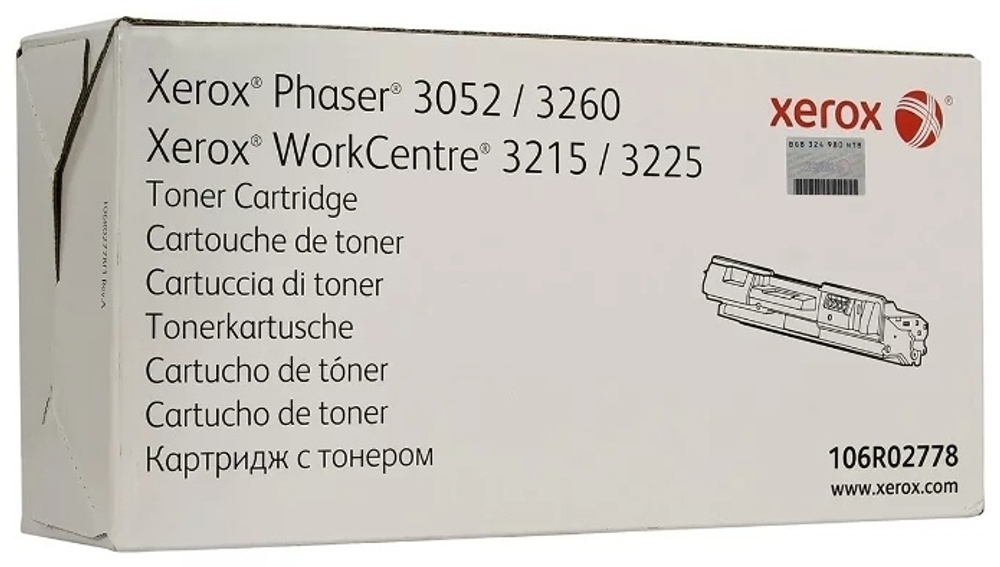 Xerox® Phaser® 3052 / 3260
Xerox® WorkCentre® 3215 / 3225
Toner Cartridge
Cartouche de toner
Cartuccia di toner
Tonerkartusche
Cartucho de tóner
Cartucho de toner
Картридж с тонером
xerox®
106R02778
www.xerox.com